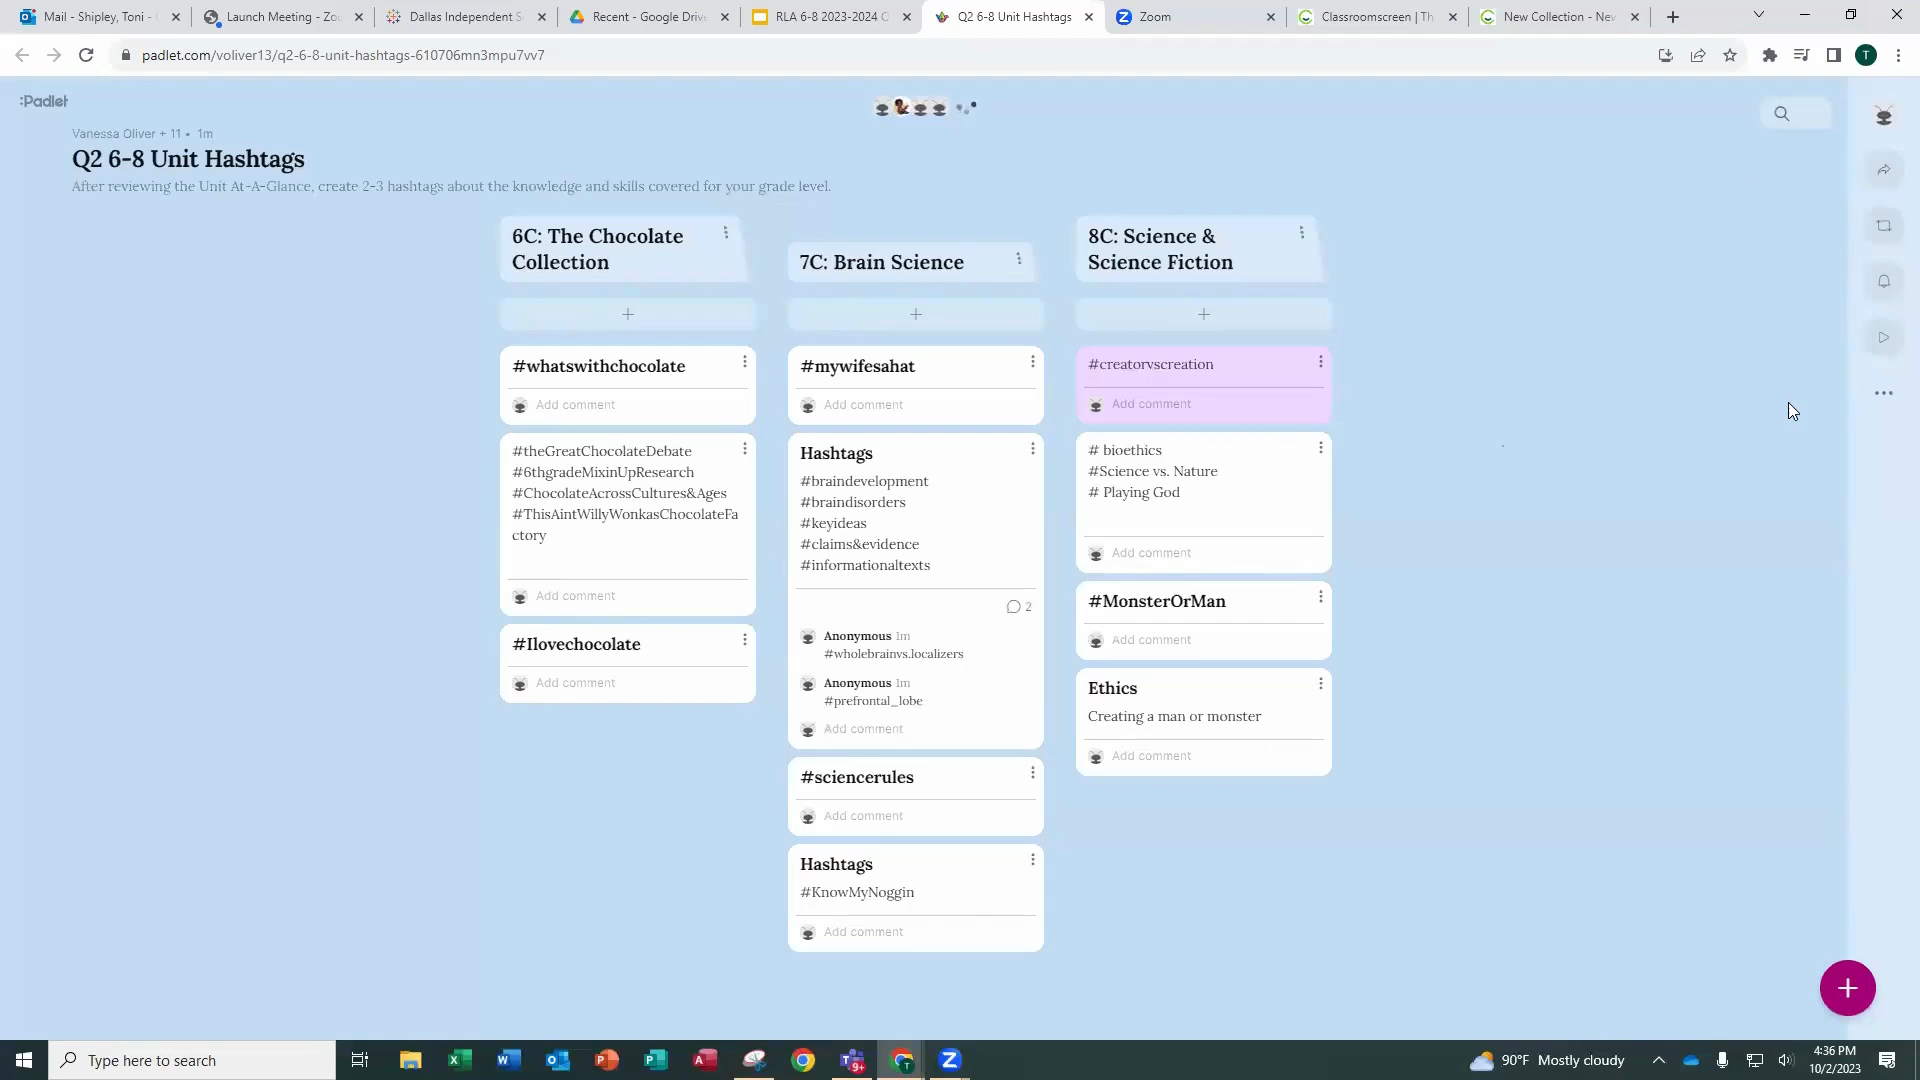 Mail - Shipley, Toni -
Launch Meeting - Zo
Dallas Independent S
Recent - Google Driv
RLA 6-8 2023-2024 Q
Q2 6-8 Unit Hashtags
Zoom
Classroomscreen | Th
New Collection - Nev
padlet.com/voliver13/q2-6-8-unit-hashtags-610706mn3mpu7vv7
T
:Padlet
Vanessa Oliver + 11 • 1m
Q2 6-8 Unit Hashtags
After reviewing the Unit At-A-Glance, create 2-3 hashtags about the knowledge and skills covered for your grade level.
6C: The Chocolate
Collection
#whatswithchocolate
Add comment
#theGreatChocolateDebate
#6thgradeMixinUpResearch
#ChocolateAcrossCultures&Ages
#ThisAintWillyWonkasChocolateFa
ctory
Add comment
#Ilovechocolate
Add comment
7C: Brain Science
#mywifesahat
Add comment
Hashtags
#braindevelopment
#braindisorders
#keyideas
#claims&evidence
#informationaltexts
2
Anonymous 1m
#wholebrainvs.localizers
Anonymous 1m
#prefrontal_lobe
Add comment
#sciencerules
Add comment
Hashtags
#KnowMyNoggin
Add comment
8C: Science &
Science Fiction
#creatorvscreation
Add comment
# bioethics
#Science vs. Nature
# Playing God
Add comment
#MonsterOrMan
Add comment
Ethics
Creating a man or monster
Add comment
Type here to search
9+
90°F Mostly cloudy
4:36 PM
10/2/2023